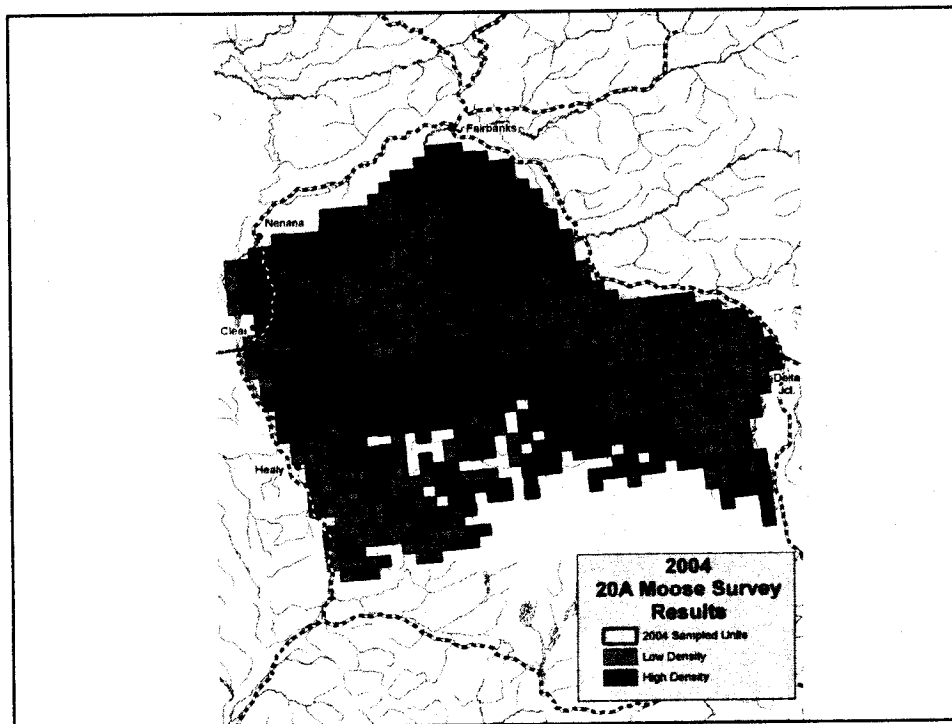 Fairbanks
Nenana
Clear
Delta
Jct.
Healy
2004
20A Moose Survey
Results
2004 Sampled Units
Low Density
High Density